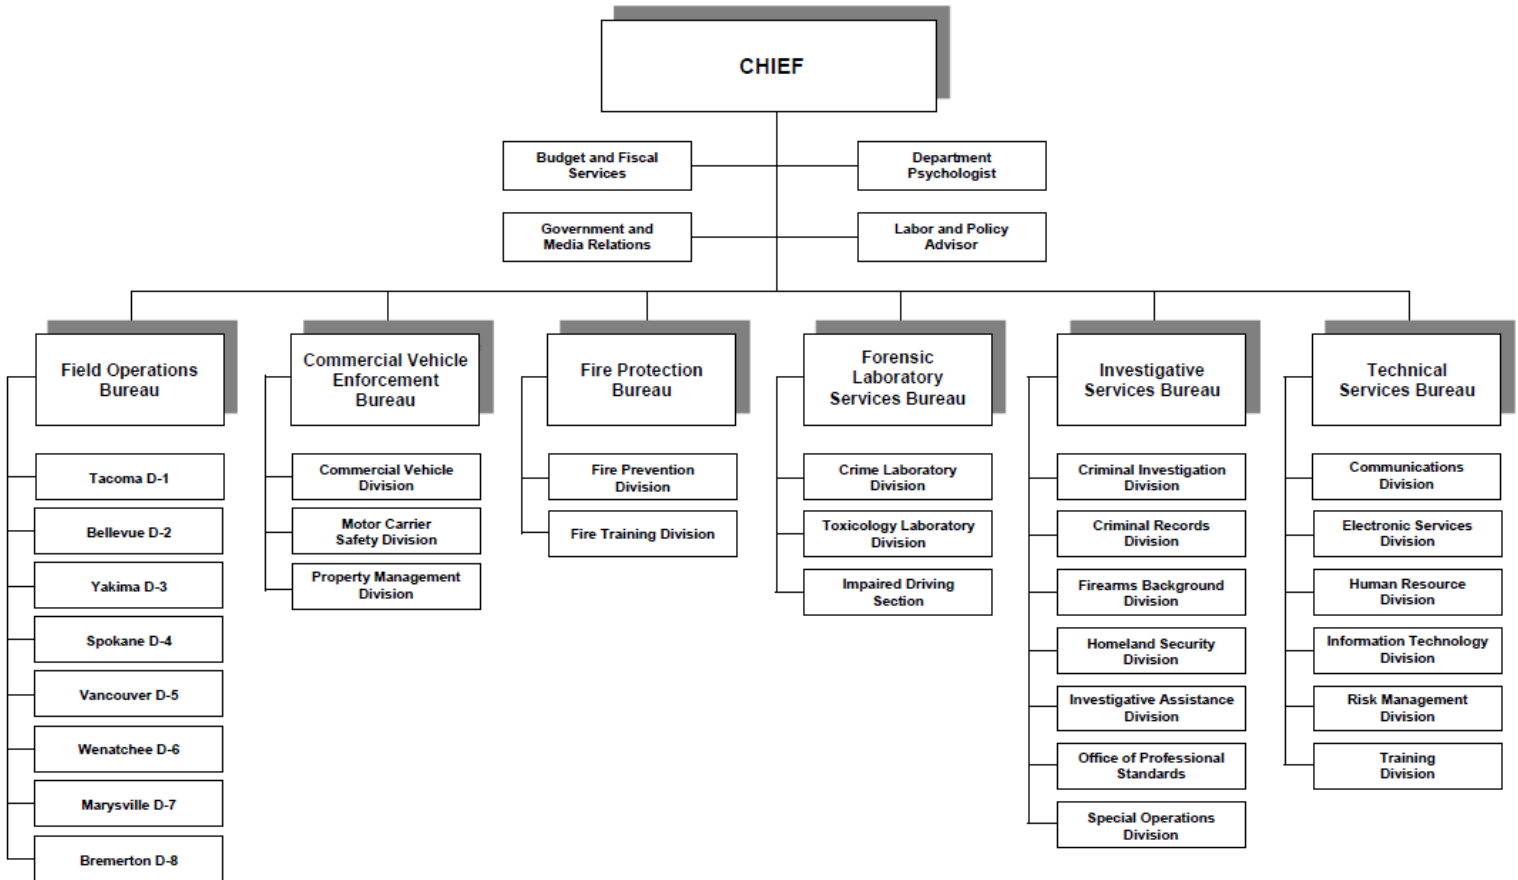 CHIEF
Budget and Fiscal
Services
Department
Psychologist
Government and
Media Relations
Labor and Policy
Advisor
Field Operations
Bureau
Tacoma D-1
Bellevue D-2
Yakima D-3
Spokane D-4
Vancouver D-5
Wenatchee D-6
Marysville D-7
Bremerton D-8
Commercial Vehicle
Enforcement
Bureau
Commercial Vehicle
Division
Motor Carrier
Safety Division
Property Management
Division
Fire Protection
Bureau
Fire Prevention
Division
Fire Training Division
Forensic
Laboratory
Services Bureau
Crime Laboratory
Division
Toxicology Laboratory
Division
Impaired Driving
Section
Investigative
Services Bureau
Criminal Investigation
Division
Criminal Records
Division
Firearms Background
Division
Homeland Security
Division
Investigative Assistance
Division
Office of Professional
Standards
Special Operations
Division
Technical
Services Bureau
Communications
Division
Electronic Services
Division
Human Resource
Division
Information Technology
Division
Risk Management
Division
Training
Division